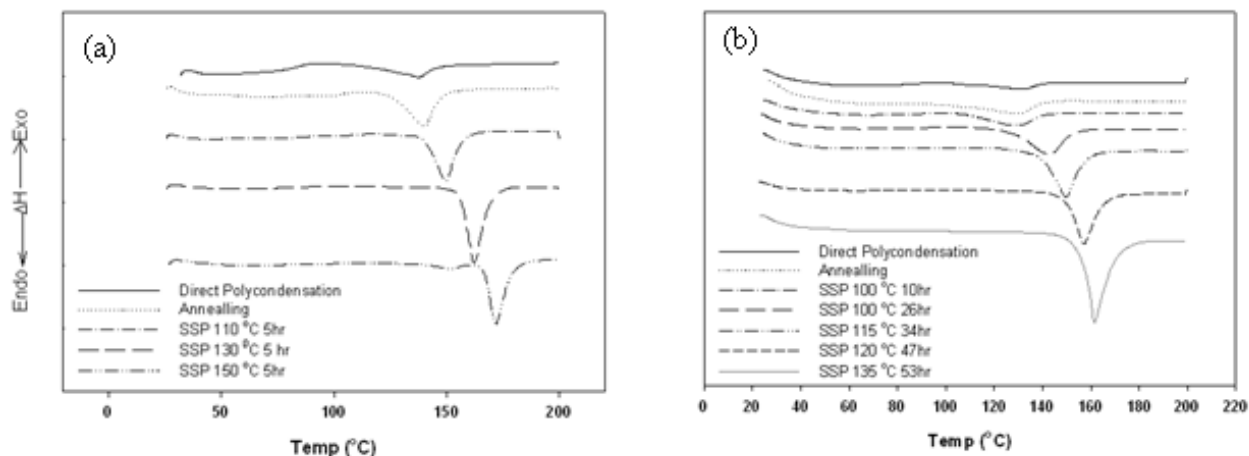 (a)
Endo ΔH Exo
Direct Polycondensation
Annealling
SSP 110 °C 5hr
SSP 130 °C 5 hr
SSP 150 °C 5hr
0 50 100 150 200
Temp (°C)
(b)
Direct Polycondensation
Annealling
SSP 100 °C 10hr
SSP 100 °C 26hr
SSP 115 °C 34hr
SSP 120 °C 47hr
SSP 135 °C 53hr
0 20 40 60 80 100 120 140 160 180 200 220
Temp (°C)